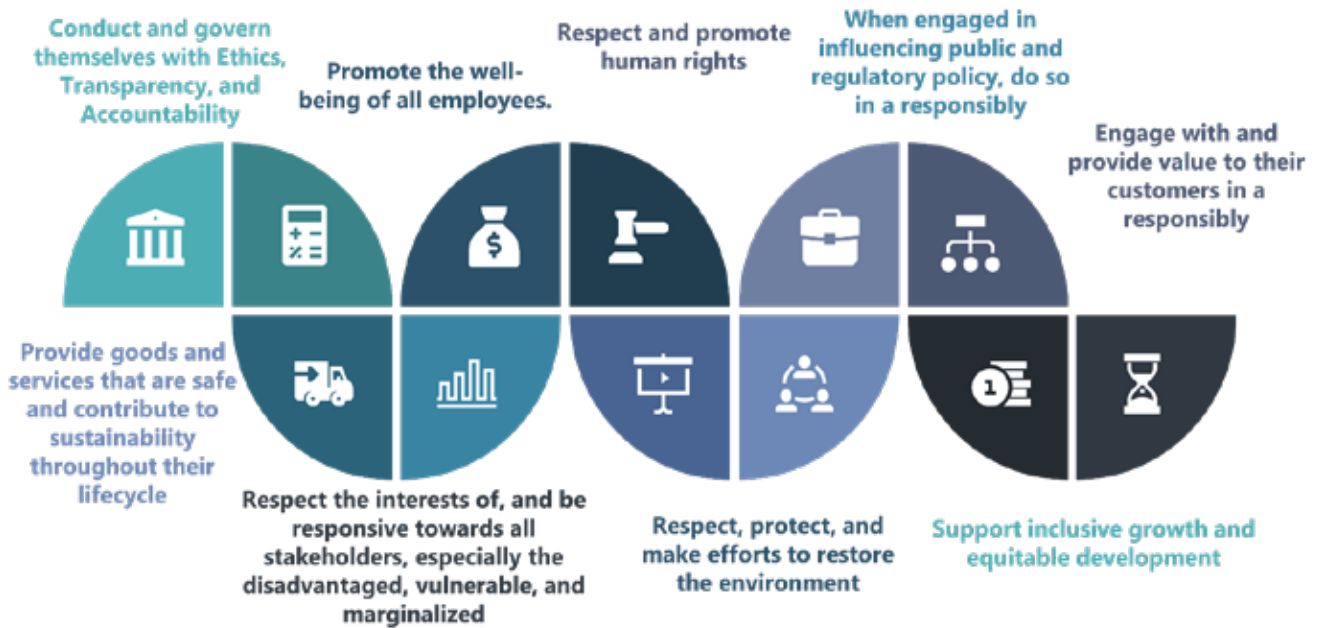 Conduct and govern
themselves with Ethics,
Transparency, and
Accountability
Promote the well-
being of all employees.
Respect and promote
human rights
When engaged in
influencing public and
regulatory policy, do so
in a responsibly
Engage with and
provide value to their
customers in a
responsibly
$
1
Provide goods and
services that are safe
and contribute to
sustainability
throughout their
lifecycle
Respect the interests of, and be
responsive towards all
stakeholders, especially the
disadvantaged, vulnerable, and
marginalized
Respect, protect, and
make efforts to restore
the environment
Support inclusive growth and
equitable development